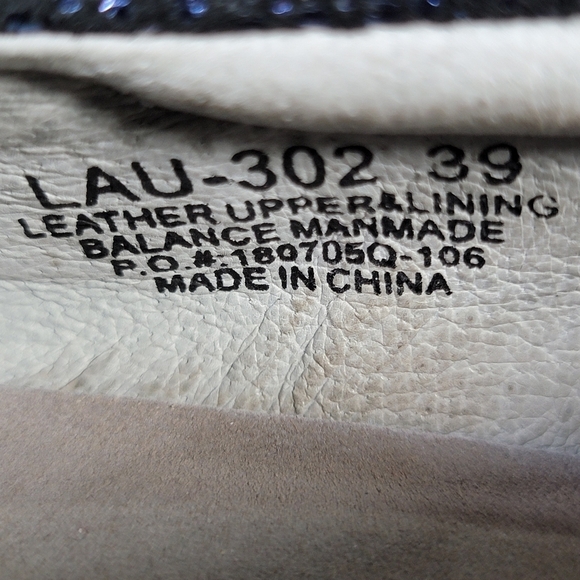 LAU-302 39
LEATHER UPPER&LINING
BALANCE MANMADE
P.O.#:180705Q-106
MADE IN CHINA